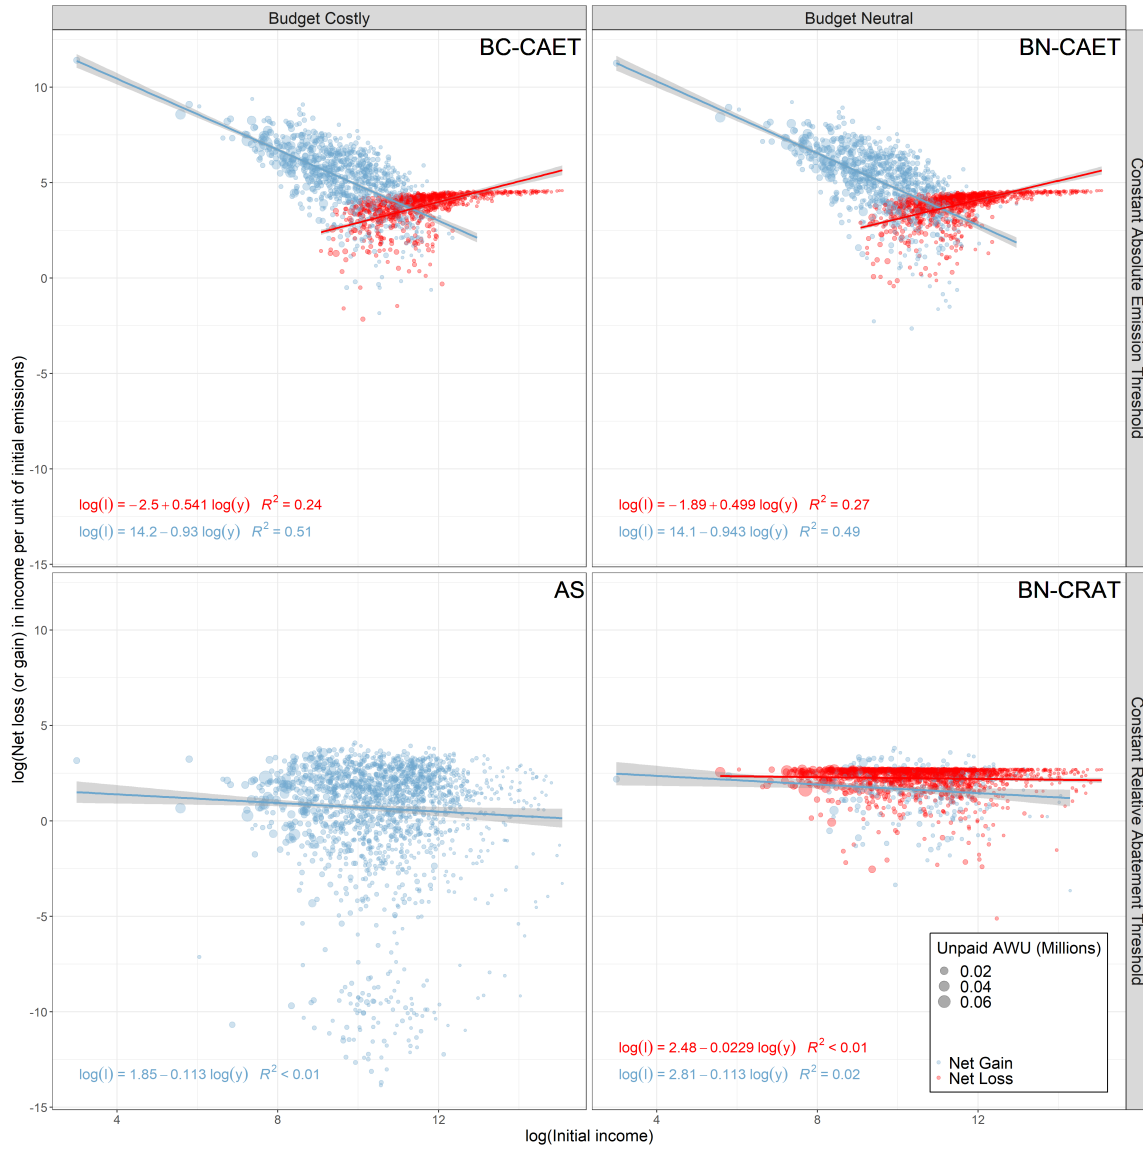 Budget Costly
Budget Neutral
BC-CAET
BN-CAET
Constant Absolute Emission Threshold
10
5
0
-5
-10
-15
log(l) = −2.5 + 0.541 log(y) R² = 0.24
log(l) = 14.2 − 0.93 log(y) R² = 0.51
log(l) = −1.89 + 0.499 log(y) R² = 0.27
log(l) = 14.1 − 0.943 log(y) R² = 0.49
log(Net loss (or gain) in income per unit of initial emissions)
AS
BN-CRAT
Constant Relative Abatement Threshold
10
5
0
-5
-10
-15
log(l) = 1.85 − 0.113 log(y) R² < 0.01
log(l) = 2.48 − 0.0229 log(y) R² < 0.01
log(l) = 2.81 − 0.113 log(y) R² = 0.02
Unpaid AWU (Millions)
0.02
0.04
0.06
Net Gain
Net Loss
4 8 12
4 8 12
log(Initial income)